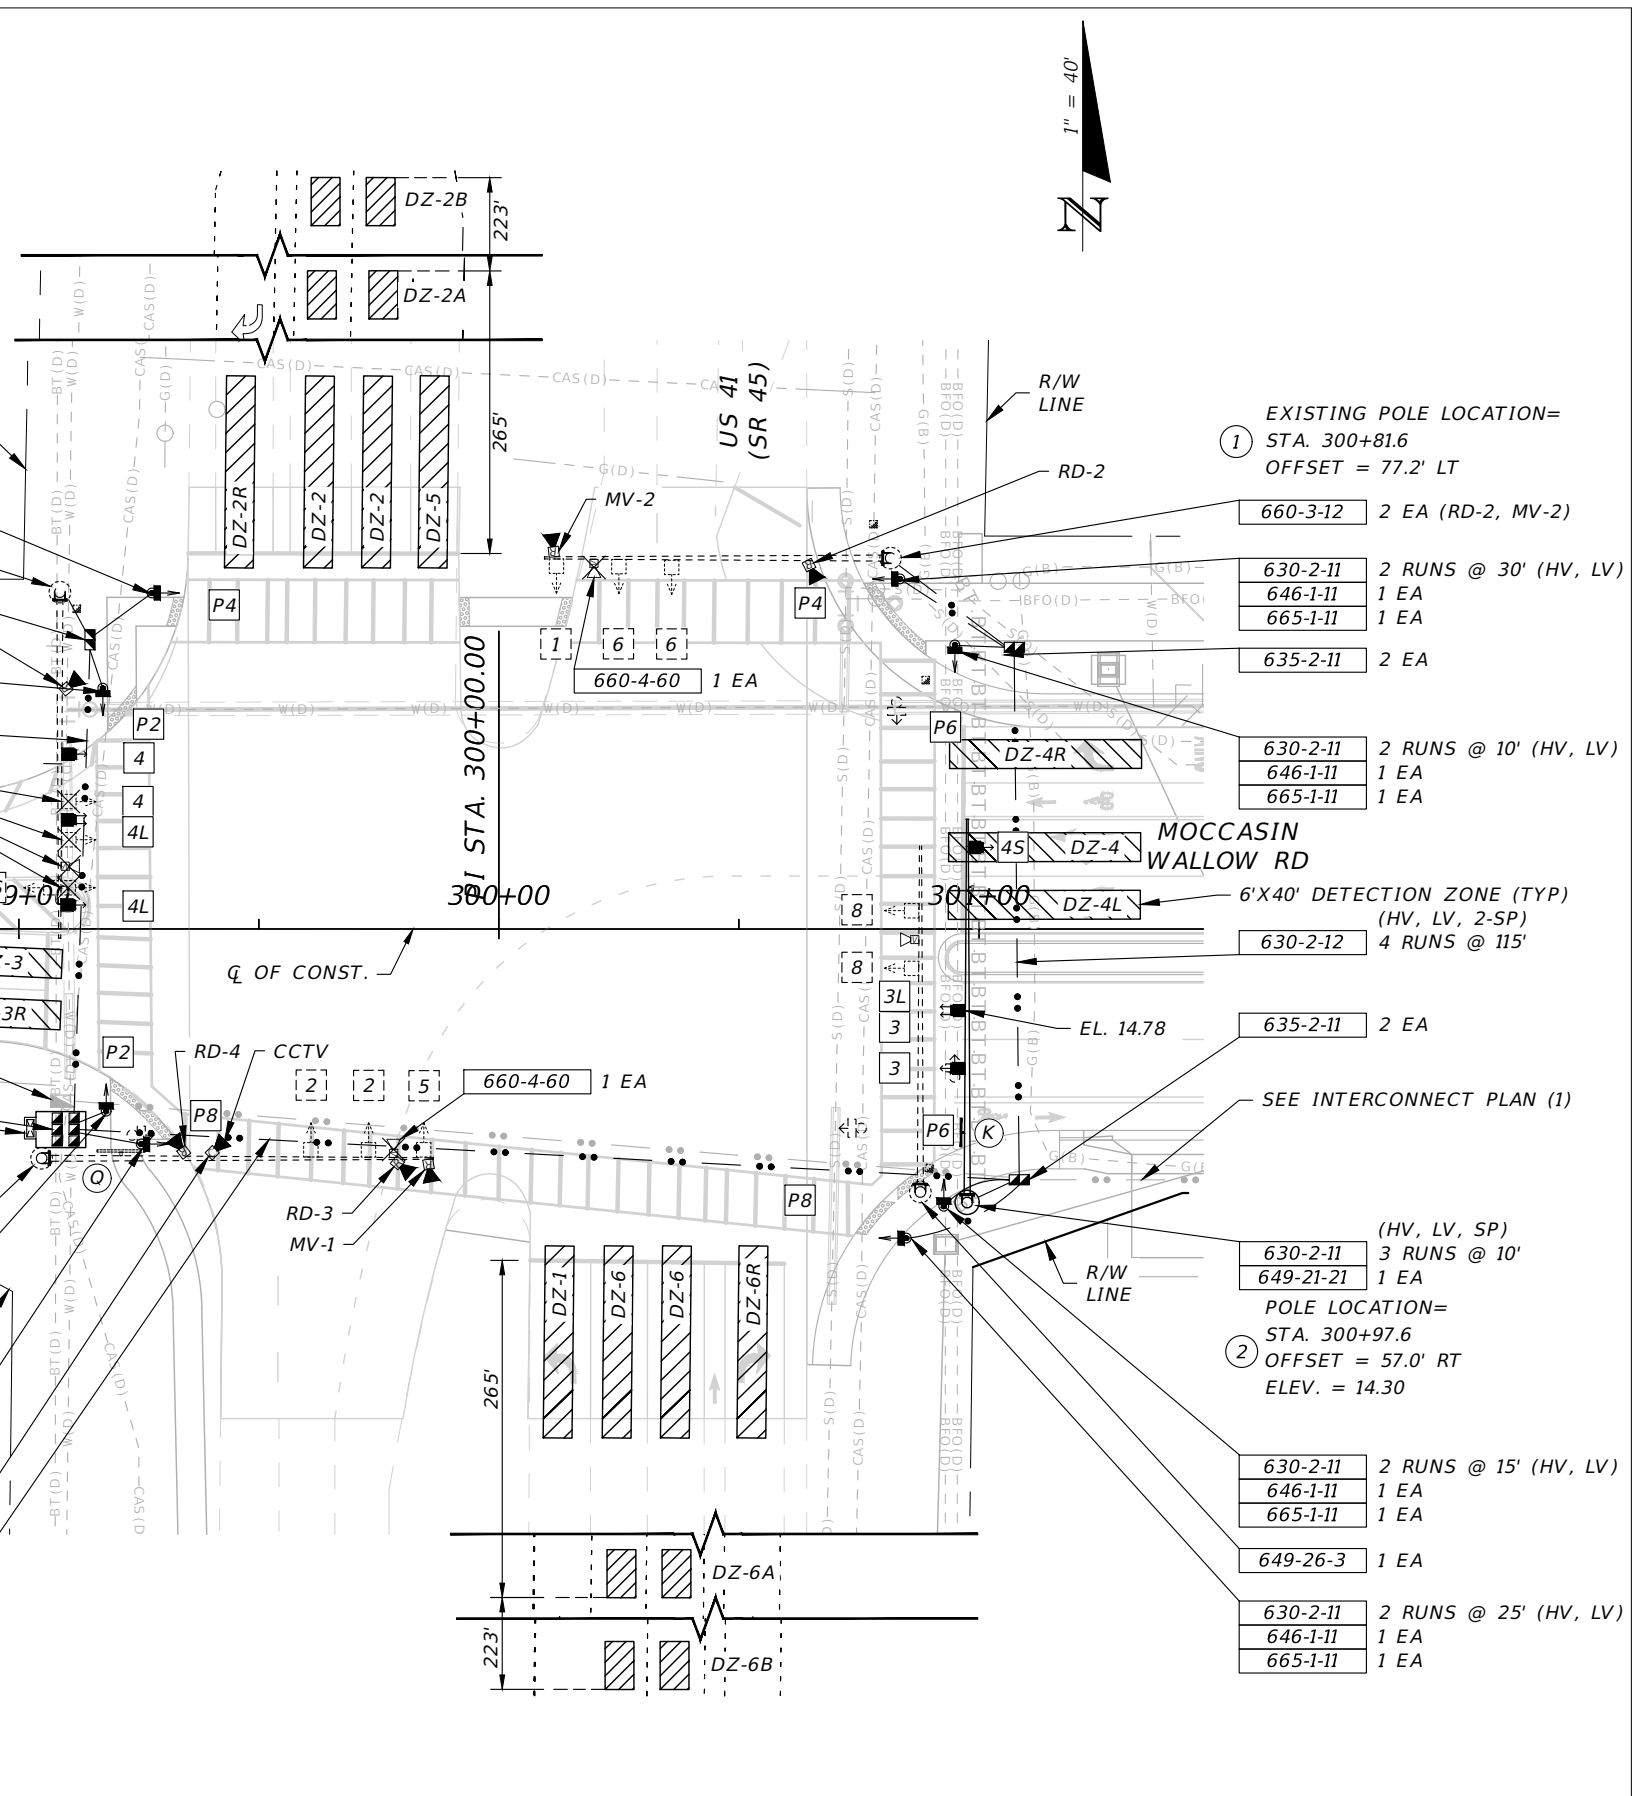 1" = 40'
N
DZ-2B
223'
DZ-2A
265'
US 41
(SR 45)
R/W
LINE
EXISTING POLE LOCATION=
1 STA. 300+81.6
OFFSET = 77.2' LT
RD-2
660-3-12 2 EA (RD-2, MV-2)
MV-2
DZ-2R
DZ-2
DZ-2
DZ-5
630-2-11 2 RUNS @ 30' (HV, LV)
646-1-11 1 EA
665-1-11 1 EA
P4
P4
1
6
6
635-2-11 2 EA
660-4-60 1 EA
P2
P6
4
DZ-4R
630-2-11 2 RUNS @ 10' (HV, LV)
646-1-11 1 EA
665-1-11 1 EA
PI STA. 300+00.00
4
4L
4S
DZ-4
MOCCASIN
WALLOW RD
9+00
300+00
301+00
4L
8
DZ-4L
6'X40' DETECTION ZONE (TYP)
(HV, LV, 2-SP)
630-2-12 4 RUNS @ 115'
-3
℄ OF CONST.
8
3R
3L
3
EL. 14.78
635-2-11 2 EA
P2
RD-4
CCTV
2
2
5
660-4-60 1 EA
3
SEE INTERCONNECT PLAN (1)
P8
P6
K
Q
P8
RD-3
MV-1
(HV, LV, SP)
630-2-11 3 RUNS @ 10'
649-21-21 1 EA
R/W
LINE
POLE LOCATION=
STA. 300+97.6
2 OFFSET = 57.0' RT
ELEV. = 14.30
DZ-1
DZ-6
DZ-6
DZ-6R
265'
630-2-11 2 RUNS @ 15' (HV, LV)
646-1-11 1 EA
665-1-11 1 EA
649-26-3 1 EA
DZ-6A
630-2-11 2 RUNS @ 25' (HV, LV)
646-1-11 1 EA
665-1-11 1 EA
223'
DZ-6B
BT(D)
W(D)
CAS(D)
G(D)
S(D)
G(B)
BFO(D)